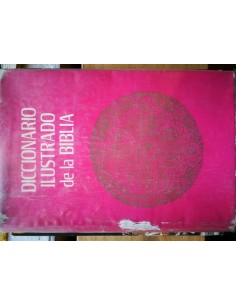 DICCIONARIO
ILUSTRADO
de la BIBLIA